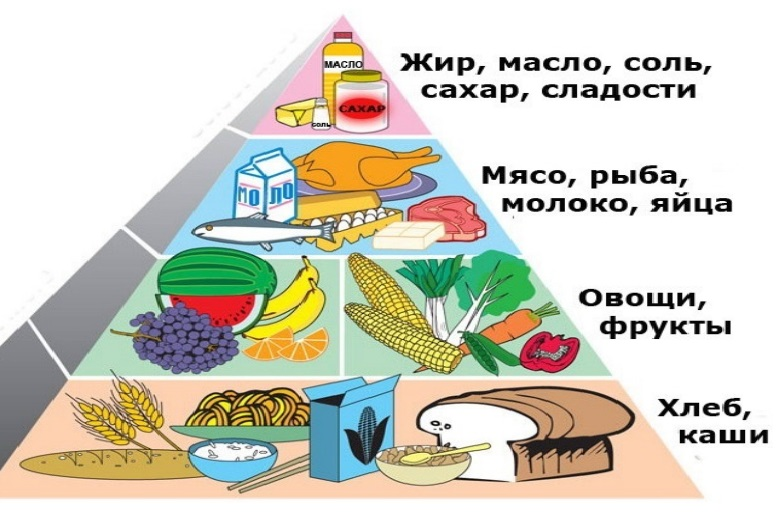 МАСЛО
САХАР
СОЛЬ
Жир, масло, соль,
сахар, сладости
МО ЛО
Мясо, рыба,
молоко, яйца
Овощи,
фрукты
Хлеб,
каши